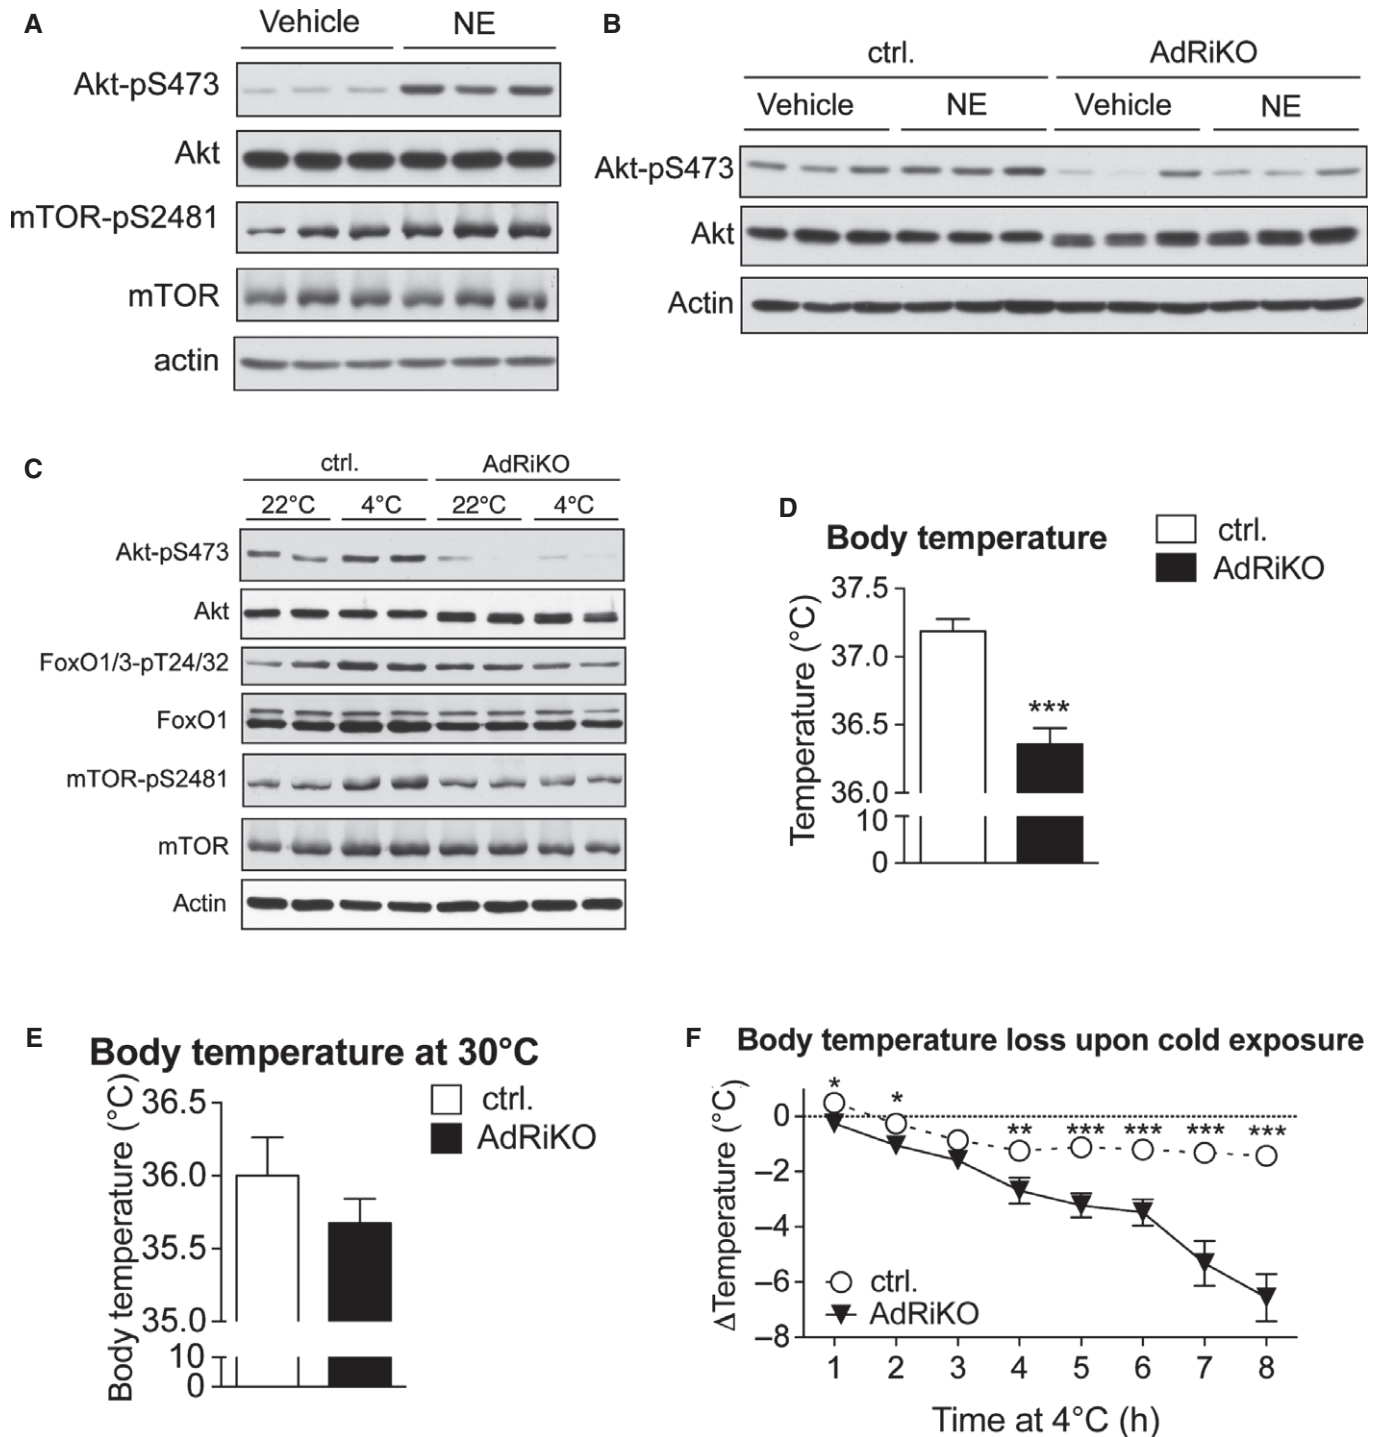 A
Vehicle NE
Akt-pS473
Akt
mTOR-pS2481
mTOR
actin
B
ctrl. AdRiKO
Vehicle NE Vehicle NE
Akt-pS473
Akt
Actin
C
ctrl. AdRiKO
22°C 4°C 22°C 4°C
Akt-pS473
Akt
FoxO1/3-pT24/32
FoxO1
mTOR-pS2481
mTOR
Actin
D
Body temperature
ctrl.
AdRiKO
Temperature (°C)
37.5
37.0
36.5
36.0
10
0
***
E
Body temperature at 30°C
ctrl.
AdRiKO
Body temperature (°C)
36.5
36.0
35.5
35.0
10
0
F
Body temperature loss upon cold exposure
ΔTemperature (°C)
0
–2
–4
–6
–8
* * ** *** *** *** ***
ctrl.
AdRiKO
1 2 3 4 5 6 7 8
Time at 4°C (h)